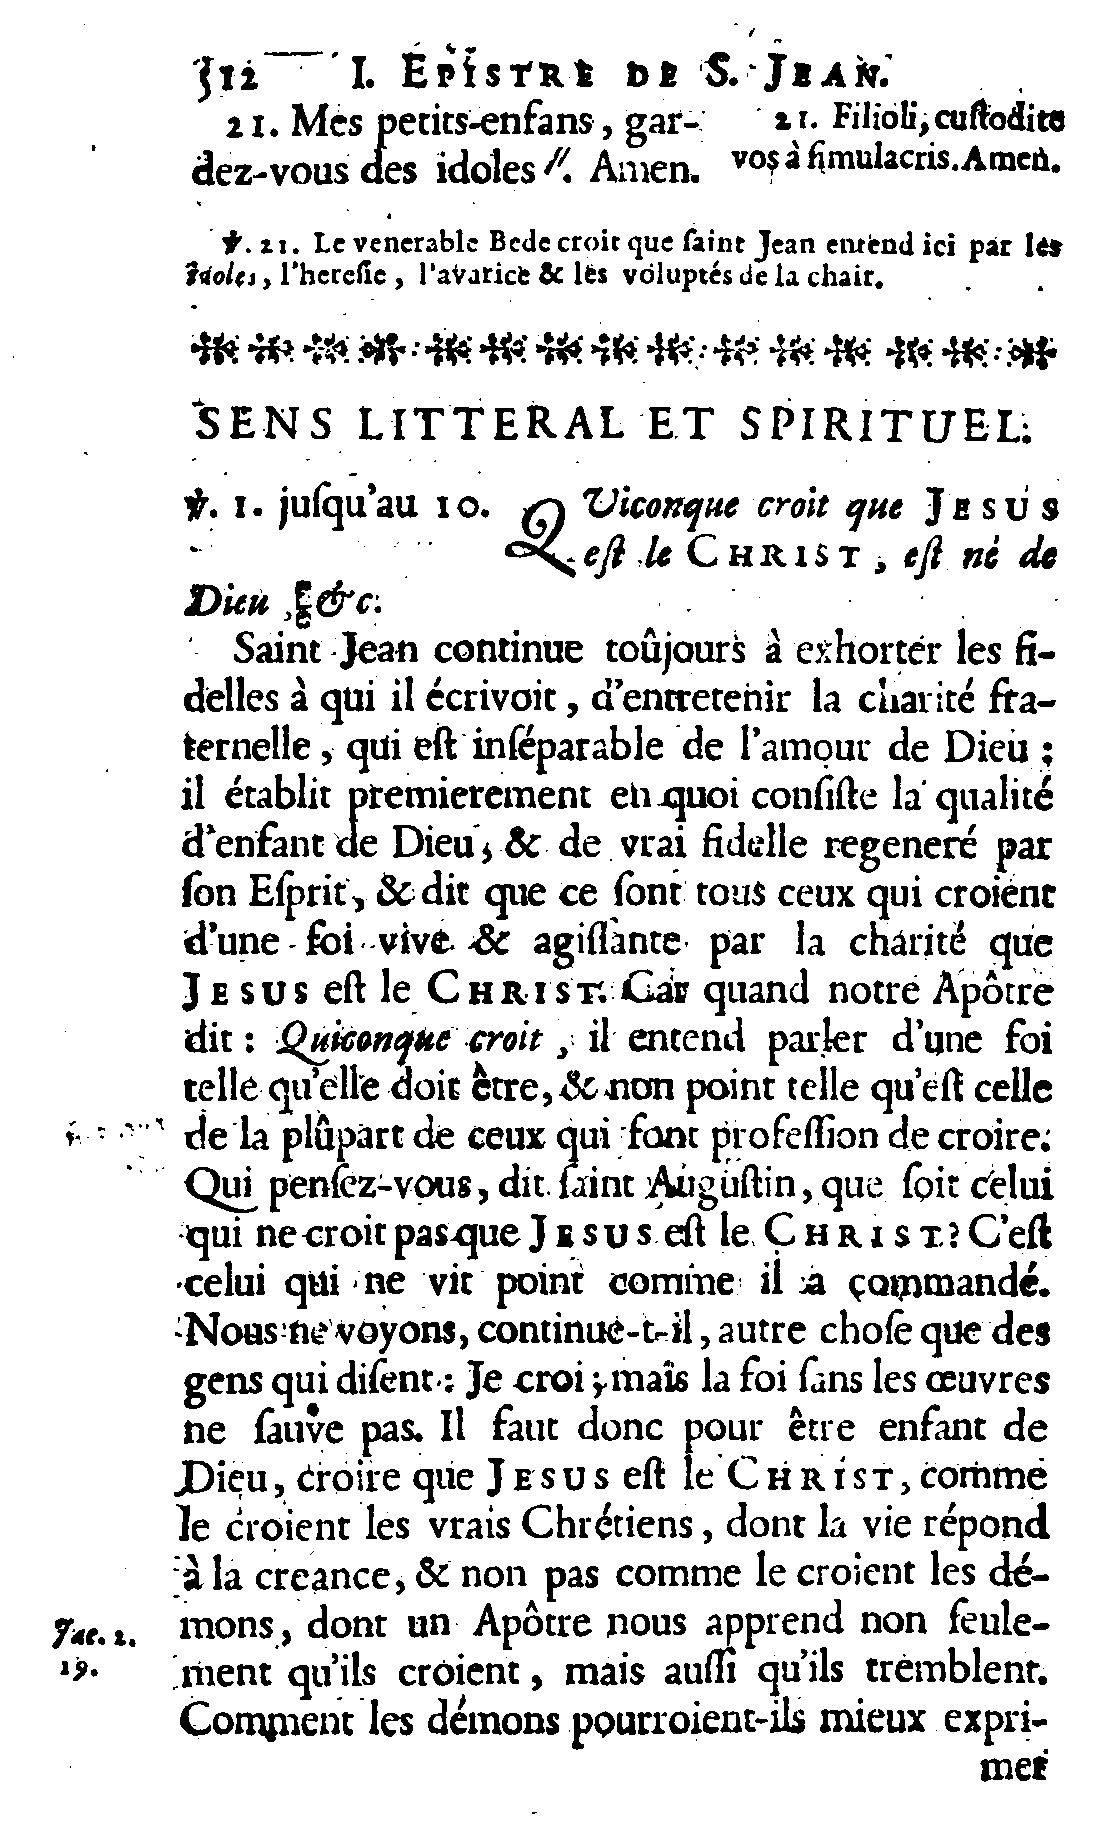 512 I. EPISTRE DE S. JEAN.
21. Mes petits-enfans, gar-
dez-vous des idoles //. Amen.
21. Filioli, cuſtodite
vos à ſimulacris. Amen.
℣. 21. Le venerable Bede croit que ſaint Jean entend ici par les
idoles, l'hereſie, l'avarice & les voluptés de la chair.
SENS LITTERAL ET SPIRITUEL.
℣. 1. juſqu'au 10. QUiconque croit que JESUS
eſt le CHRIST, eſt né de
Dieu, &c.
Saint Jean continue toûjours à exhorter les fi-
delles à qui il écrivoit, d'entretenir la charité fra-
ternelle, qui eſt inſéparable de l'amour de Dieu;
il établit premierement en quoi conſiſte la qualité
d'enfant de Dieu, & de vrai fidelle regeneré par
ſon Eſprit, & dit que ce ſont tous ceux qui croient
d'une foi vive & agiſſante par la charité que
JESUS eſt le CHRIST. Car quand notre Apôtre
dit : Quiconque croit, il entend parler d'une foi
telle qu'elle doit être, & non point telle qu'eſt celle
de la plûpart de ceux qui font profeſſion de croire.
Qui penſez-vous, dit ſaint Auguſtin, que ſoit celui
qui ne croit pas que JESUS eſt le CHRIST? C'eſt
celui qui ne vit point comme il a commandé.
Nous ne voyons, continue-t-il, autre choſe que des
gens qui diſent : Je croi; mais la foi ſans les œuvres
ne ſauve pas. Il faut donc pour être enfant de
Dieu, croire que JESUS eſt le CHRIST, comme
le croient les vrais Chrétiens, dont la vie répond
à la creance, & non pas comme le croient les dé-
mons, dont un Apôtre nous apprend non ſeule-
Jac. 2.
19.
ment qu'ils croient, mais auſſi qu'ils tremblent.
Comment les démons pourroient-ils mieux expri-
mer